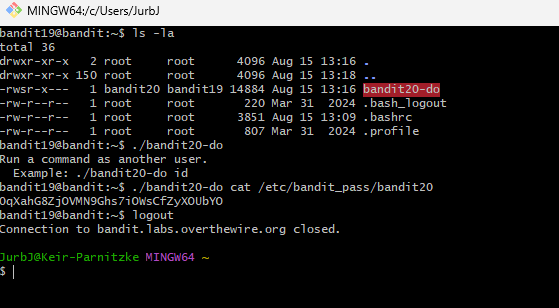 MINGW64:/c/Users/JurbJ
bandit19@bandit:~$ ls -la
total 36
drwxr-xr-x   2 root     root      4096 Aug 15 13:16 .
drwxr-xr-x 150 root     root      4096 Aug 15 13:18 ..
-rwsr-x---   1 bandit20 bandit19 14884 Aug 15 13:16 bandit20-do
-rw-r--r--   1 root     root       220 Mar 31  2024 .bash_logout
-rw-r--r--   1 root     root      3851 Aug 15 13:09 .bashrc
-rw-r--r--   1 root     root       807 Mar 31  2024 .profile
bandit19@bandit:~$ ./bandit20-do
Run a command as another user.
  Example: ./bandit20-do id
bandit19@bandit:~$ ./bandit20-do cat /etc/bandit_pass/bandit20
0qXahG8ZjOVMN9Ghs7iOWsCfZyXOUbYO
bandit19@bandit:~$ logout
Connection to bandit.labs.overthewire.org closed.
JurbJ@Keir-Parnitzke MINGW64 ~
$